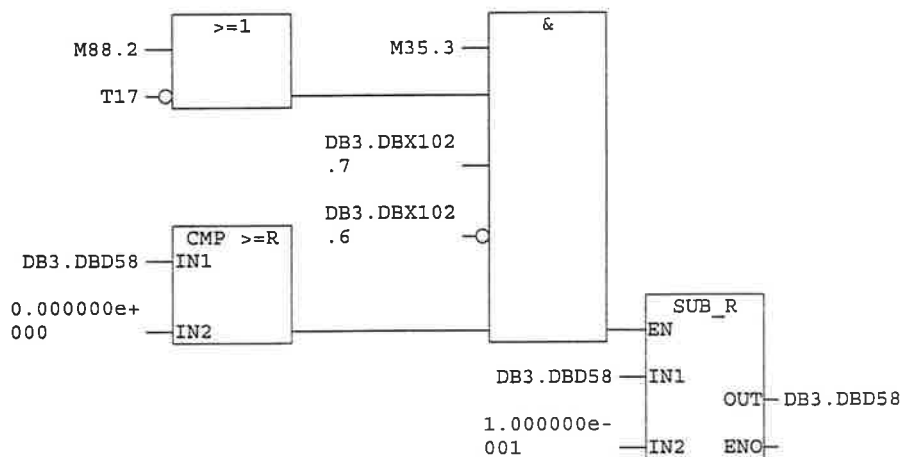 >=1
&
M88.2
M35.3
T17
DB3.DBX102
.7
DB3.DBX102
.6
CMP >=R
DB3.DBD58
IN1
0.000000e+
000
IN2
SUB_R
EN
DB3.DBD58
IN1
OUT
DB3.DBD58
1.000000e-
001
IN2
ENO